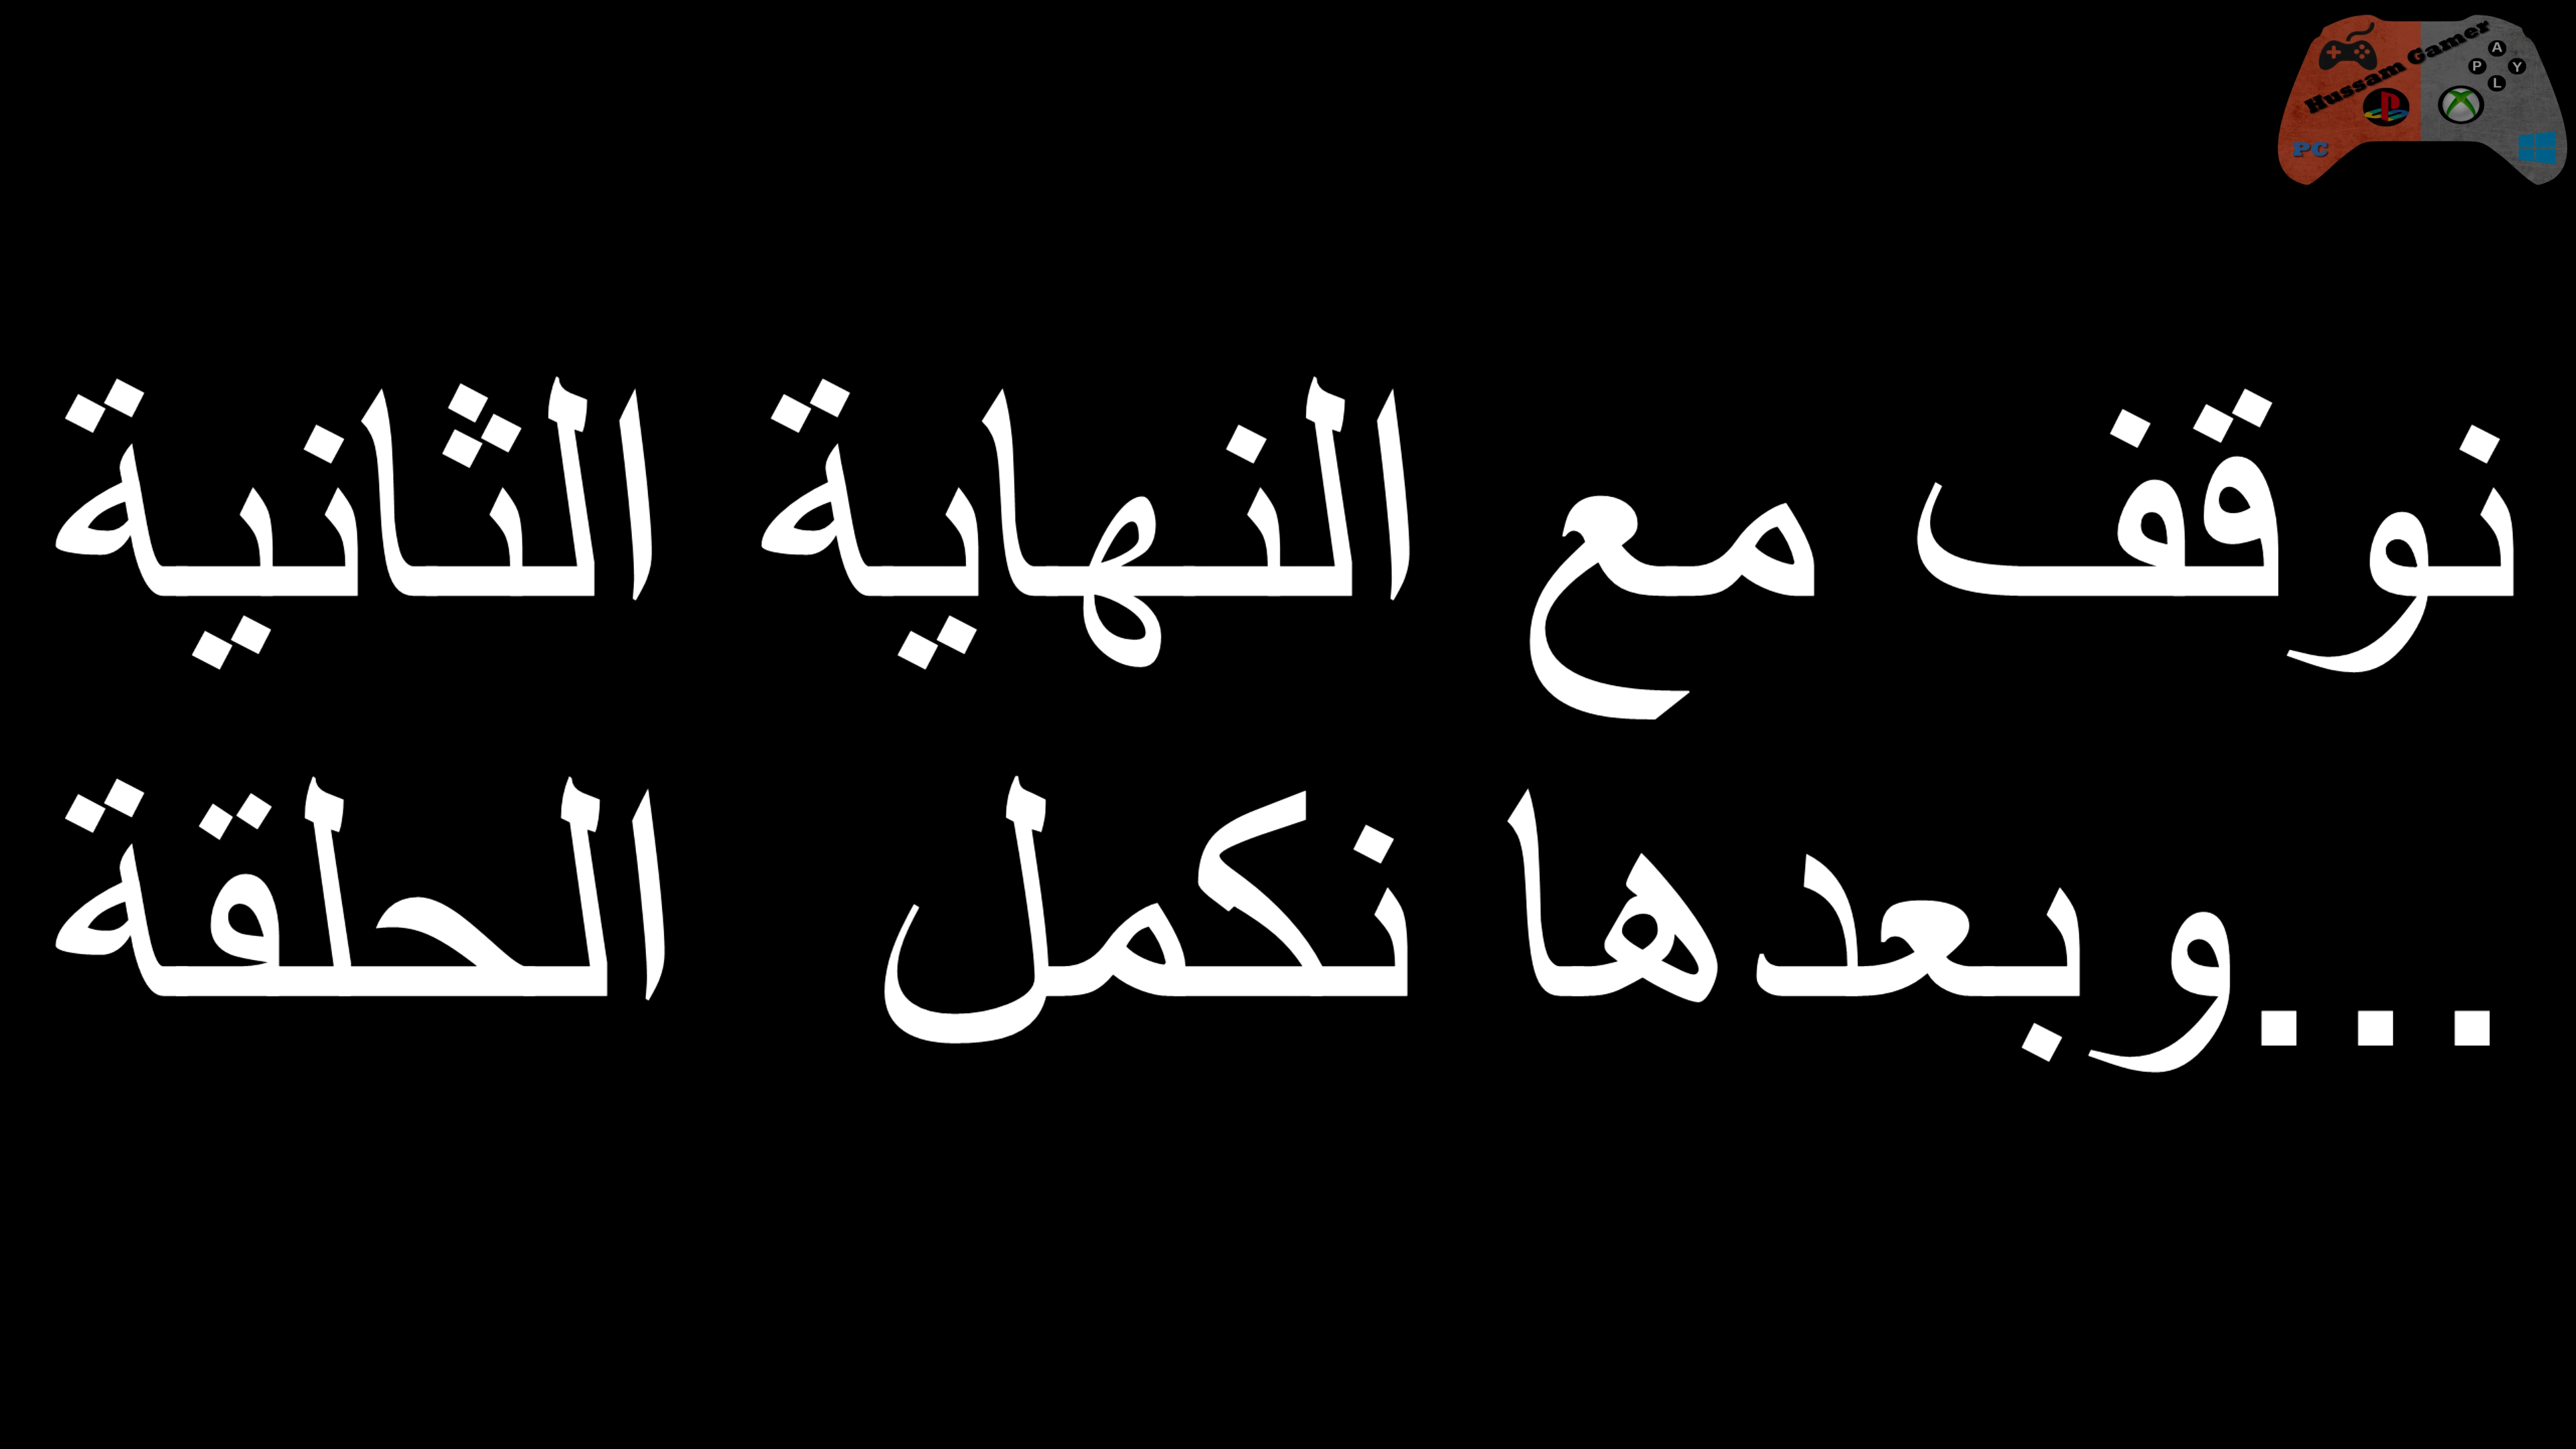 Hussam Gamer
A
P Y
L
PC
نوقف مع النهاية الثانية
...وبعدها نكمل الحلقة